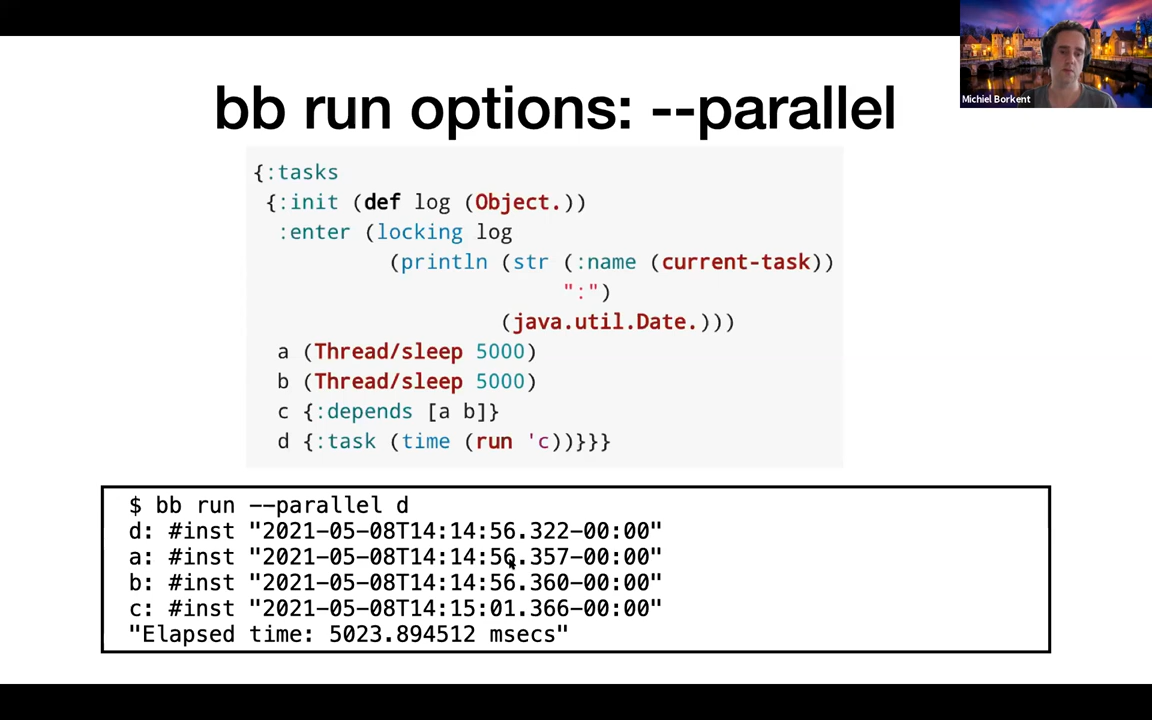 Michiel Borkent
bb run options: --parallel
{:tasks
{:init (def log (Object.))
:enter (locking log
(println (str (:name (current-task))
":")
(java.util.Date.)))
a (Thread/sleep 5000)
b (Thread/sleep 5000)
c {:depends [a b]}
d {:task (time (run 'c))}}}
$ bb run --parallel d
d: #inst "2021-05-08T14:14:56.322-00:00"
a: #inst "2021-05-08T14:14:56.357-00:00"
b: #inst "2021-05-08T14:14:56.360-00:00"
c: #inst "2021-05-08T14:15:01.366-00:00"
"Elapsed time: 5023.894512 msecs"